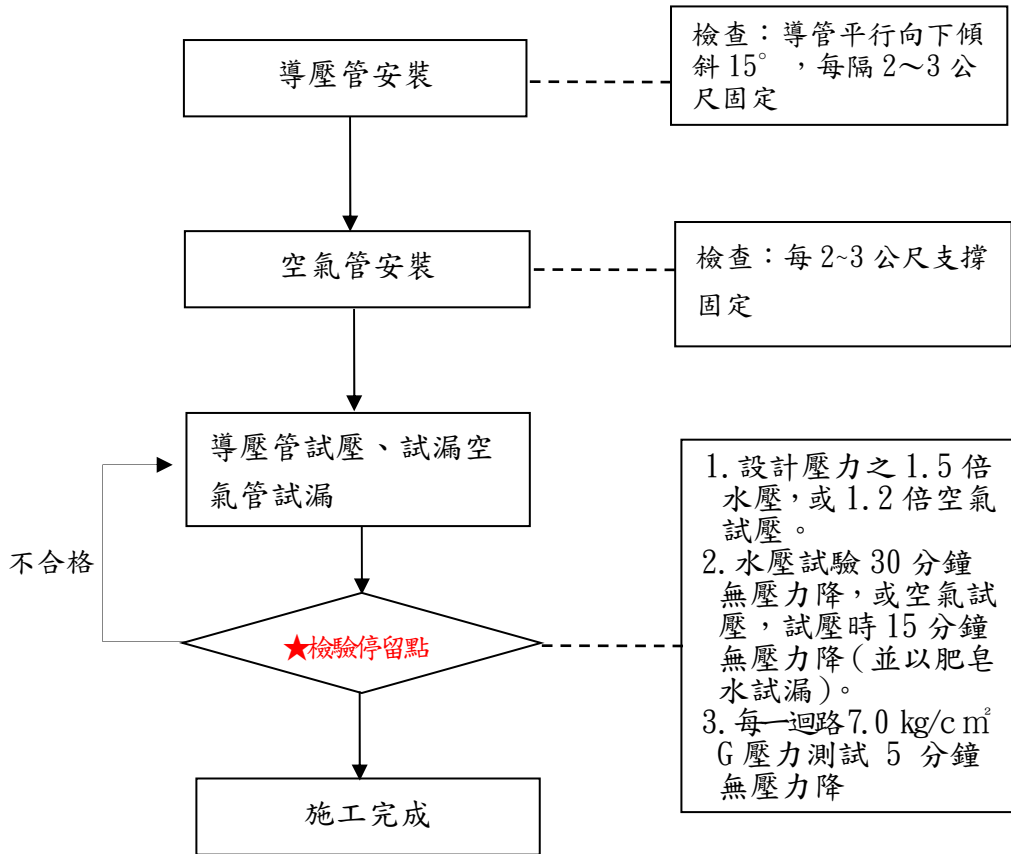 導壓管安裝
檢查：導管平行向下傾
斜 15°，每隔 2～3 公
尺固定
空氣管安裝
檢查：每 2~3 公尺支撐
固定
導壓管試壓、試漏空
氣管試漏
不合格
★檢驗停留點
1.設計壓力之 1.5 倍
水壓，或 1.2 倍空氣
試壓。
2.水壓試驗 30 分鐘
無壓力降，或空氣試
壓，試壓時 15 分鐘
無壓力降（並以肥皂
水試漏）。
3.每一迴路 7.0 kg/c㎡
G 壓力測試 5 分鐘
無壓力降
施工完成